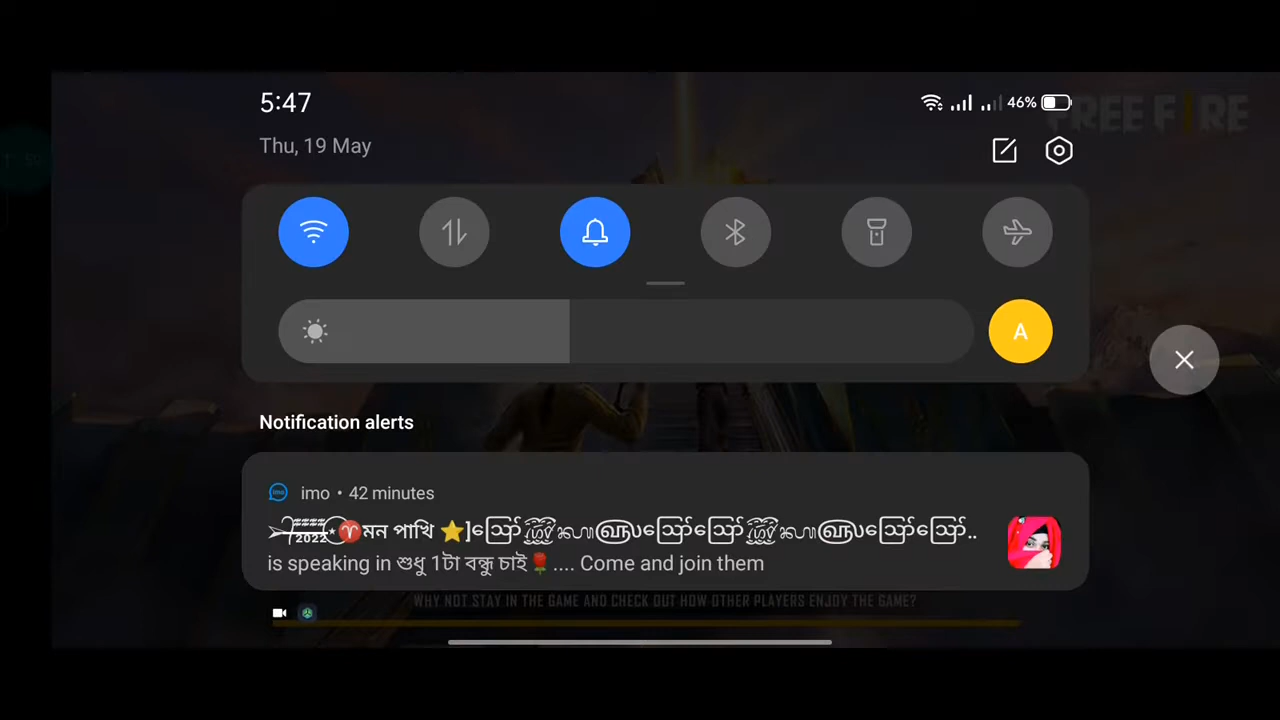 5:47
46%
Thu, 19 May
FREE FIRE
A
Notification alerts
imo • 42 minutes
2022 মন পাখি ⭐]
is speaking in শুধু 1টা বন্ধু চাই🌹.... Come and join them
WHY NOT STAY IN THE GAME AND CHECK OUT HOW OTHER PLAYERS ENJOY THE GAME?